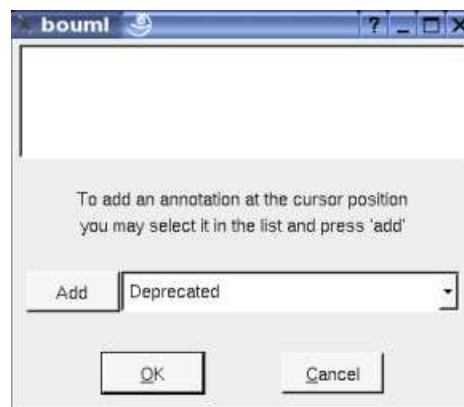 bouml
To add an annotation at the cursor position
you may select it in the list and press 'add'
Add
Deprecated
OK
Cancel